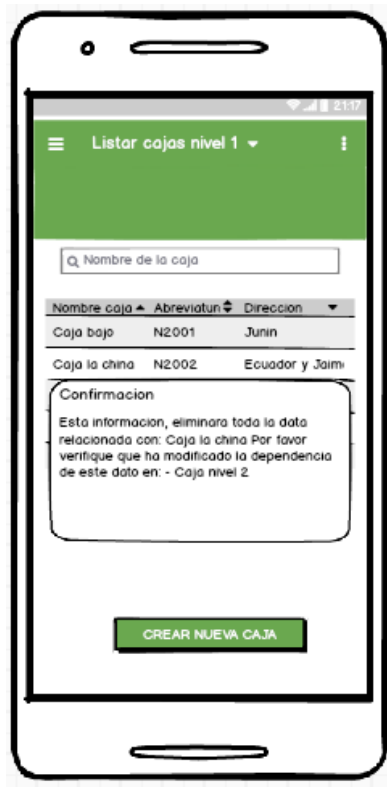 21:17
Listar cajas nivel 1
Nombre de la caja
Nombre caja Abreviatun Direccion
Caja bajo N2001 Junin
Caja la china N2002 Ecuador y Jaim
Confirmacion
Esta informacion, eliminara toda la data
relacionada con: Caja la china Por favor
verifique que ha modificado la dependencia
de este dato en: - Caja nivel 2
CREAR NUEVA CAJA